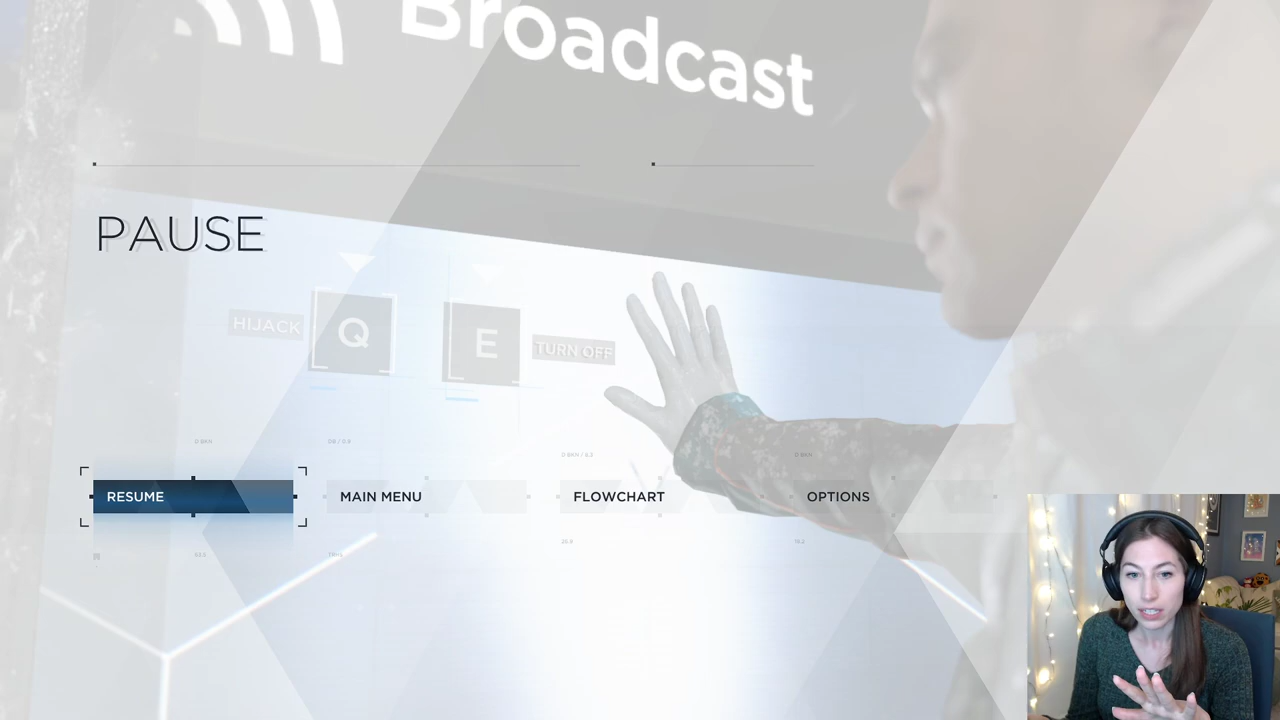 Broadcast
PAUSE
HIJACK
Q
E
TURN OFF
RESUME
MAIN MENU
FLOWCHART
OPTIONS